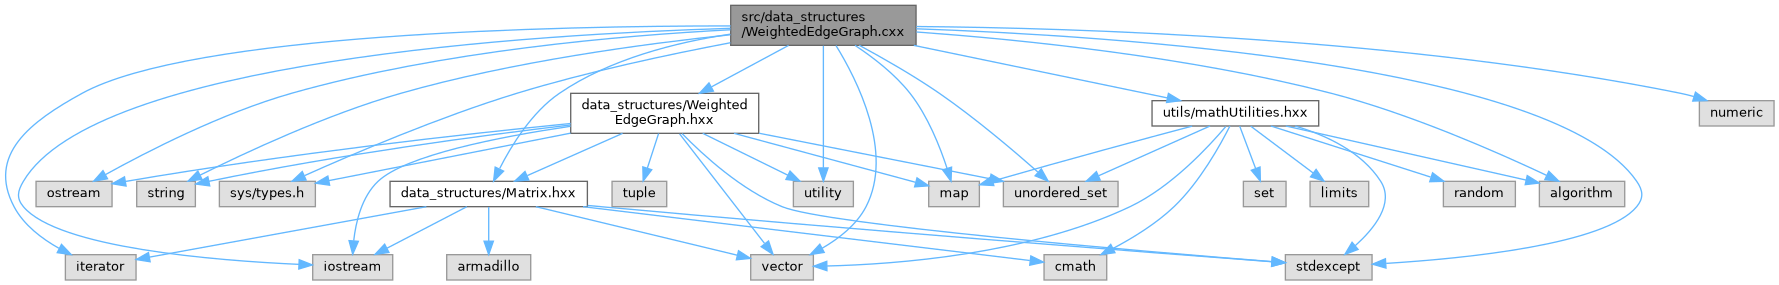 src/data_structures
/WeightedEdgeGraph.cxx
data_structures/Weighted
EdgeGraph.hxx
utils/mathUtilities.hxx
numeric
ostream
string
sys/types.h
data_structures/Matrix.hxx
tuple
utility
map
unordered_set
set
limits
random
algorithm
iterator
iostream
armadillo
vector
cmath
stdexcept